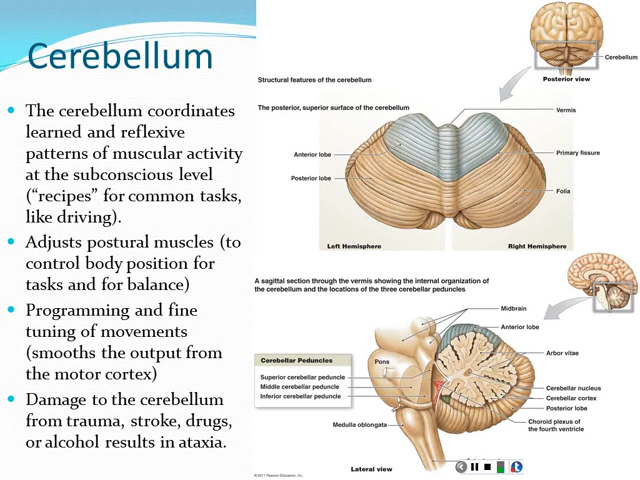 Cerebellum
The cerebellum coordinates
learned and reflexive
patterns of muscular activity
at the subconscious level
(“recipes” for common tasks,
like driving).
Adjusts postural muscles (to
control body position for
tasks and for balance)
Programming and fine
tuning of movements
(smooths the output from
the motor cortex)
Damage to the cerebellum
from trauma, stroke, drugs,
or alcohol results in ataxia.
Cerebellum
Posterior view
Structural features of the cerebellum
The posterior, superior surface of the cerebellum
Vermis
Anterior lobe
Primary fissure
Posterior lobe
Folia
Left Hemisphere
Right Hemisphere
A sagittal section through the vermis showing the internal organization of
the cerebellum and the locations of the three cerebellar peduncles
Midbrain
Anterior lobe
Arbor vitae
Cerebellar Peduncles
Pons
Superior cerebellar peduncle
Middle cerebellar peduncle
Inferior cerebellar peduncle
Cerebellar nucleus
Cerebellar cortex
Posterior lobe
Choroid plexus of
the fourth ventricle
Medulla oblongata
Lateral view
© 2011 Pearson Education, Inc.